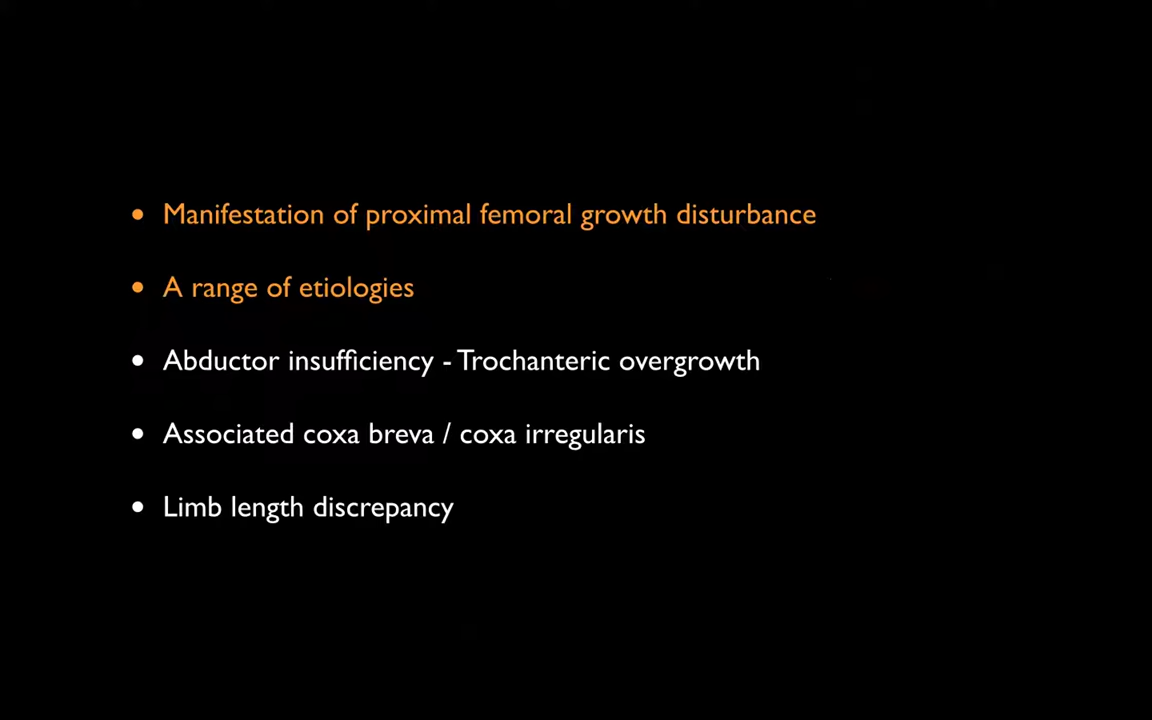 • Manifestation of proximal femoral growth disturbance
• A range of etiologies
• Abductor insufficiency - Trochanteric overgrowth
• Associated coxa breva / coxa irregularis
• Limb length discrepancy